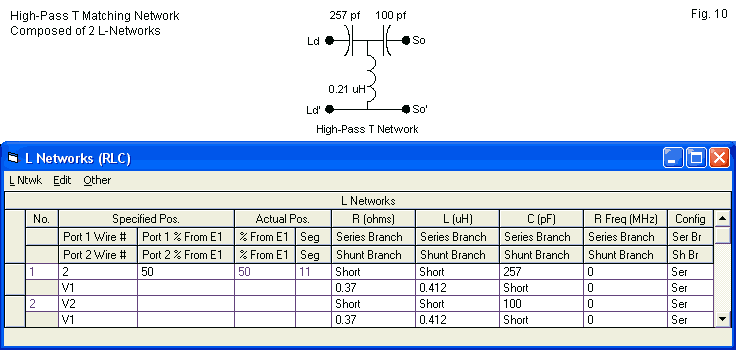 High-Pass T Matching Network
Composed of 2 L-Networks
Fig. 10
257 pf 100 pf
Ld So
0.21 uH
Ld' So'
High-Pass T Network
L Networks (RLC)
L Ntwk Edit Other
L Networks
No. Specified Pos. Actual Pos. R (ohms) L (uH) C (pF) R Freq (MHz) Config
Port 1 Wire # Port 1 % From E1 % From E1 Seg Series Branch Series Branch Series Branch Series Branch Ser Br
Port 2 Wire # Port 2 % From E1 % From E1 Seg Shunt Branch Shunt Branch Shunt Branch Shunt Branch Sh Br
1 2 50 50 11 Short Short 257 0 Ser
V1 0.37 0.412 Short 0 Ser
2 V2 Short Short 100 0 Ser
V1 0.37 0.412 Short 0 Ser